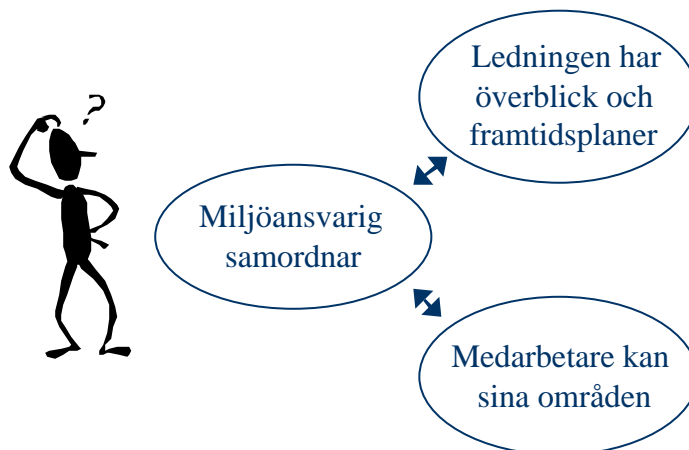 ?
Ledningen har
överblick och
framtidsplaner
Miljöansvarig
samordnar
Medarbetare kan
sina områden